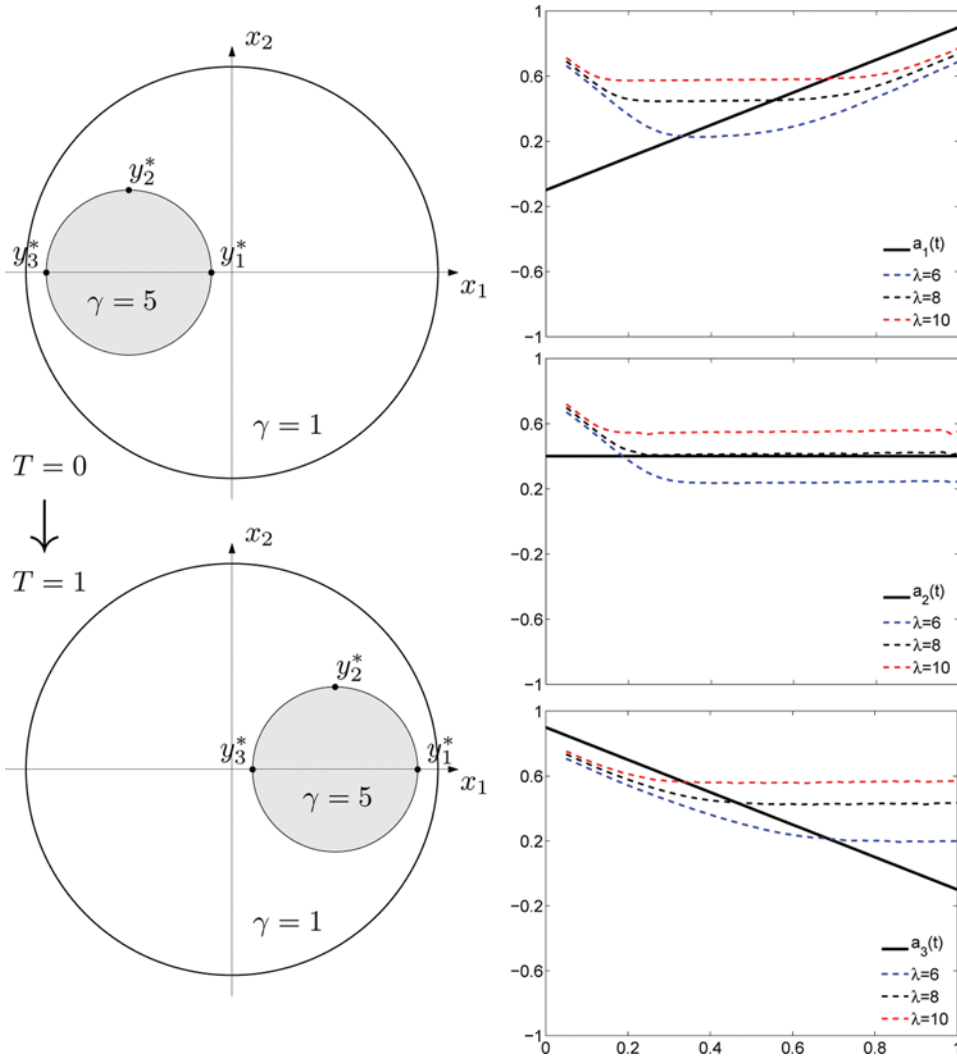 x₂
y₂*
y₃*
y₁*
x₁
γ = 5
γ = 1
T = 0
↓
T = 1
x₂
y₂*
y₃*
y₁*
x₁
γ = 5
γ = 1
1
0.6
0.2
−0.2
−0.6
−1
a₁(t)
λ=6
λ=8
λ=10
1
0.6
0.2
−0.2
−0.6
−1
a₂(t)
λ=6
λ=8
λ=10
1
0.6
0.2
−0.2
−0.6
−1
a₃(t)
λ=6
λ=8
λ=10
0 0.2 0.4 0.6 0.8 1